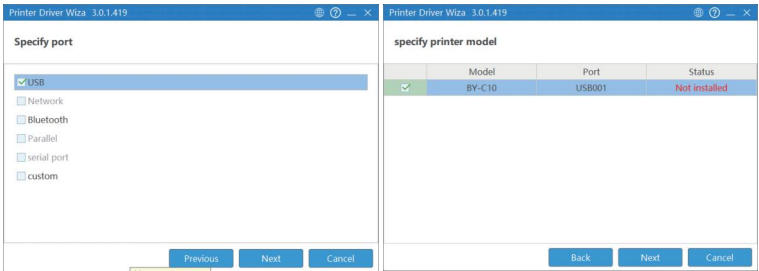 Printer Driver Wiza 3.0.1.419
Specify port
USB
Network
Bluetooth
Parallel
serial port
custom
Previous Next Cancel
Printer Driver Wiza 3.0.1.419
specify printer model
Model Port Status
BY-C10 USB001 Not installed
Back Next Cancel